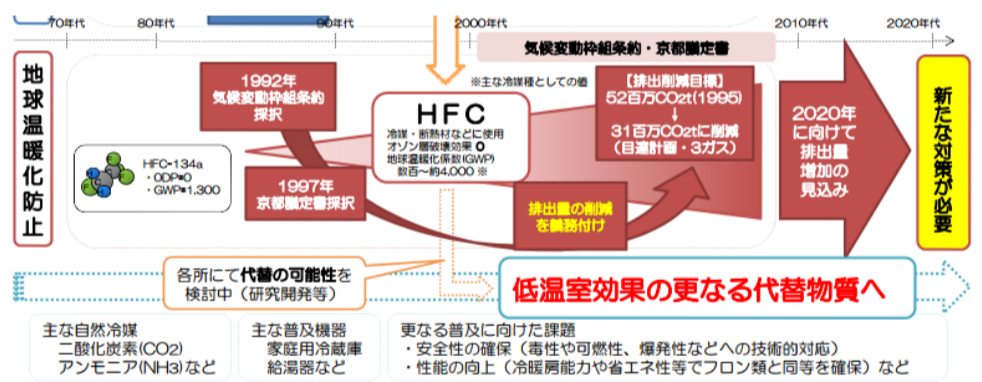 70年代
80年代
90年代
2000年代
2010年代
2020年代
気候変動枠組条約・京都議定書
地球温暖化防止
1992年
気候変動枠組条約
採択
※主な冷媒種としての値
HFC
冷媒・断熱材などに使用
オゾン層破壊効果 0
地球温暖化係数(GWP)
数百～約4,000 ※
【排出削減目標】
52百万CO2t(1995)
↓
31百万CO2tに削減
(目達計画・3ガス)
2020年
に向けて
排出量
増加の
見込み
新たな対策が必要
HFC-134a
・ODP=0
・GWP=1,300
1997年
京都議定書採択
排出量の削減
を義務付け
各所にて代替の可能性を
検討中（研究開発等）
低温室効果の更なる代替物質へ
主な自然冷媒
二酸化炭素(CO2)
アンモニア(NH3)など
主な普及機器
家庭用冷蔵庫
給湯器など
更なる普及に向けた課題
・安全性の確保（毒性や可燃性、爆発性などへの技術的対応）
・性能の向上（冷暖房能力や省エネ性等でフロン類と同等を確保）など